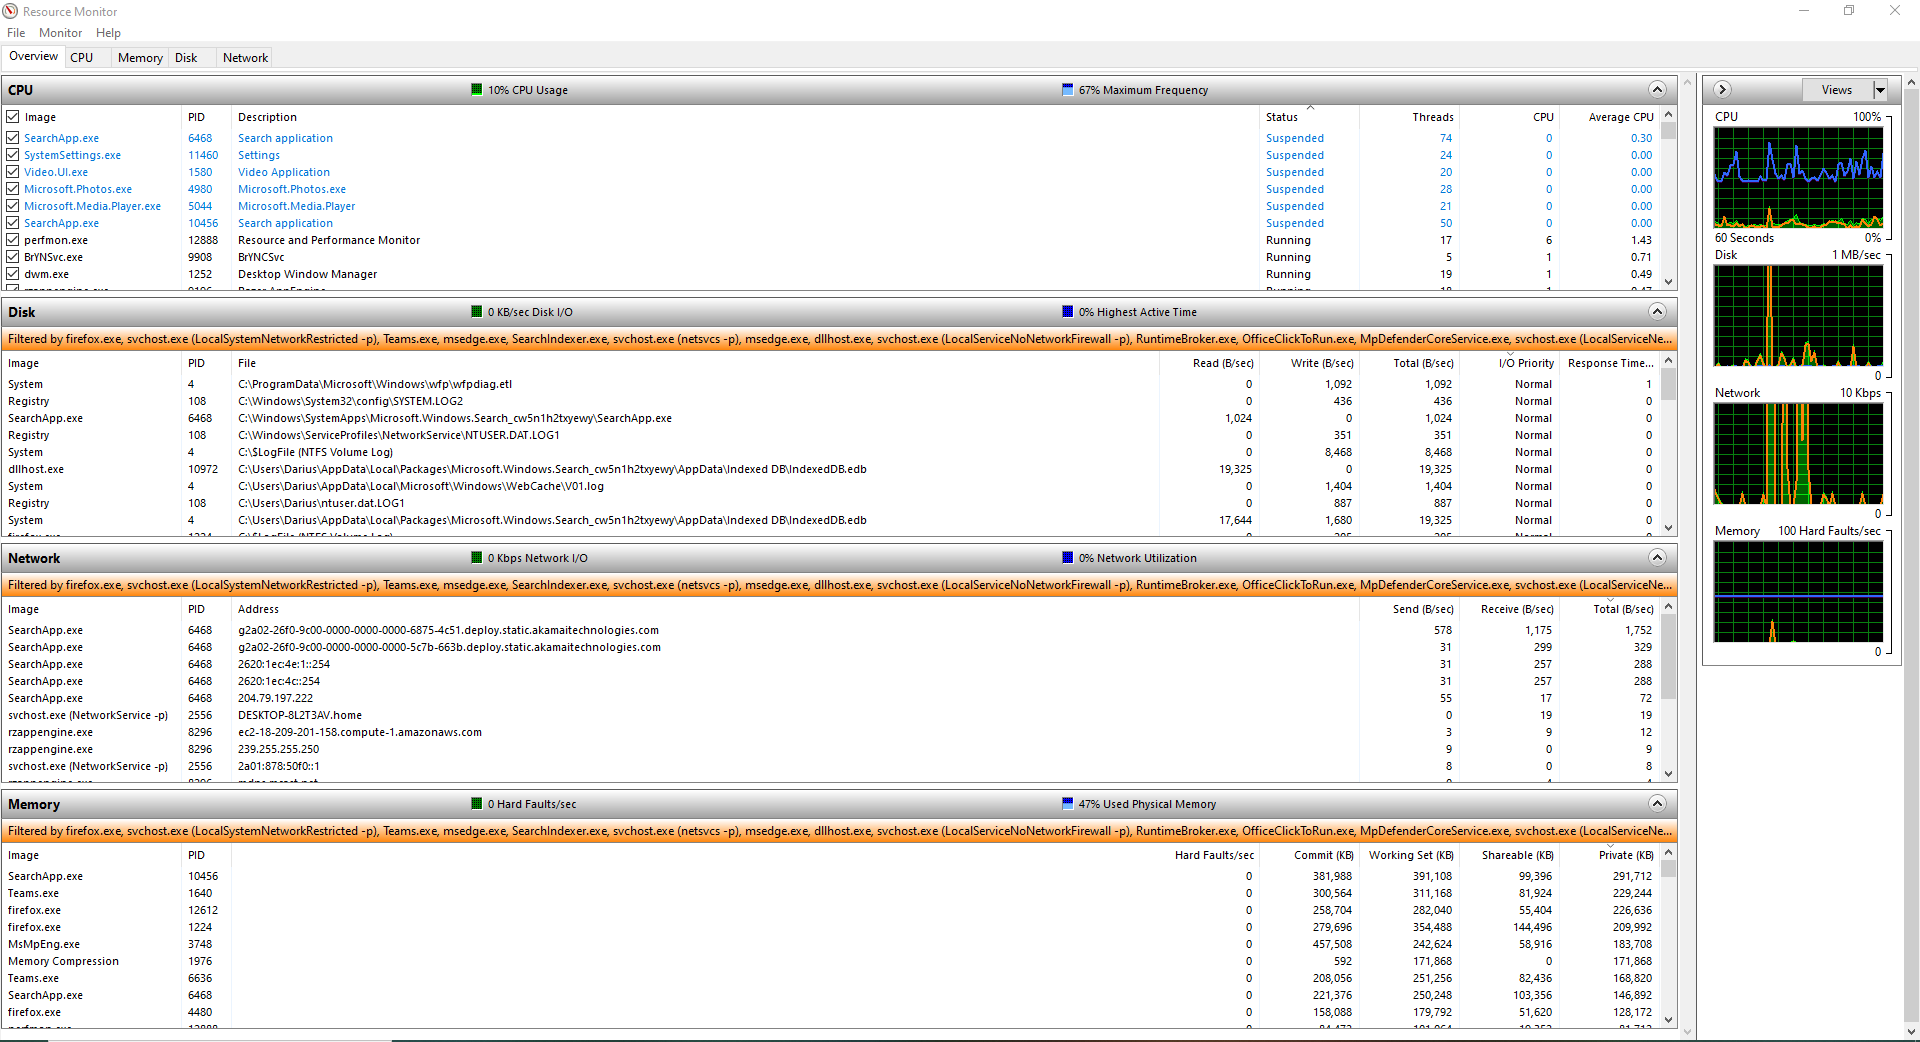 Resource Monitor
File Monitor Help
Overview CPU Memory Disk Network
CPU 10% CPU Usage 67% Maximum Frequency
Image PID Description Status Threads CPU Average CPU
SearchApp.exe 6468 Search application Suspended 74 0 0.30
SystemSettings.exe 11460 Settings Suspended 24 0 0.00
Video.UI.exe 1580 Video Application Suspended 20 0 0.00
Microsoft.Photos.exe 4980 Microsoft.Photos.exe Suspended 28 0 0.00
Microsoft.Media.Player.exe 5044 Microsoft.Media.Player Suspended 21 0 0.00
SearchApp.exe 10456 Search application Suspended 50 0 0.00
perfmon.exe 12888 Resource and Performance Monitor Running 17 6 1.43
BrYNSvc.exe 9908 BrYNCSvc Running 5 1 0.71
dwm.exe 1252 Desktop Window Manager Running 19 1 0.49
Disk 0 KB/sec Disk I/O 0% Highest Active Time
Filtered by firefox.exe, svchost.exe (LocalSystemNetworkRestricted -p), Teams.exe, msedge.exe, SearchIndexer.exe, svchost.exe (netsvcs -p), msedge.exe, dllhost.exe, svchost.exe (LocalServiceNoNetworkFirewall -p), RuntimeBroker.exe, OfficeClickToRun.exe, MpDefenderCoreService.exe, svchost.exe (LocalServiceNe...
Image PID File Read (B/sec) Write (B/sec) Total (B/sec) I/O Priority Response Time...
System 4 C:\ProgramData\Microsoft\Windows\wfp\wfpdiag.etl 0 1,092 1,092 Normal 1
Registry 108 C:\Windows\System32\config\SYSTEM.LOG2 0 436 436 Normal 0
SearchApp.exe 6468 C:\Windows\SystemApps\Microsoft.Windows.Search_cw5n1h2txyewy\SearchApp.exe 1,024 0 1,024 Normal 0
Registry 108 C:\Windows\ServiceProfiles\NetworkService\NTUSER.DAT.LOG1 0 351 351 Normal 0
System 4 C:\$LogFile (NTFS Volume Log) 0 8,468 8,468 Normal 0
dllhost.exe 10972 C:\Users\Darius\AppData\Local\Packages\Microsoft.Windows.Search_cw5n1h2txyewy\AppData\Indexed DB\IndexedDB.edb 19,325 0 19,325 Normal 0
System 4 C:\Users\Darius\AppData\Local\Microsoft\Windows\WebCache\V01.log 0 1,404 1,404 Normal 0
Registry 108 C:\Users\Darius\ntuser.dat.LOG1 0 887 887 Normal 0
System 4 C:\Users\Darius\AppData\Local\Packages\Microsoft.Windows.Search_cw5n1h2txyewy\AppData\Indexed DB\IndexedDB.edb 17,644 1,680 19,325 Normal 0
Network 0 Kbps Network I/O 0% Network Utilization
Filtered by firefox.exe, svchost.exe (LocalSystemNetworkRestricted -p), Teams.exe, msedge.exe, SearchIndexer.exe, svchost.exe (netsvcs -p), msedge.exe, dllhost.exe, svchost.exe (LocalServiceNoNetworkFirewall -p), RuntimeBroker.exe, OfficeClickToRun.exe, MpDefenderCoreService.exe, svchost.exe (LocalServiceNe...
Image PID Address Send (B/sec) Receive (B/sec) Total (B/sec)
SearchApp.exe 6468 g2a02-26f0-9c00-0000-0000-0000-6875-4c51.deploy.static.akamaitechnologies.com 578 1,175 1,752
SearchApp.exe 6468 g2a02-26f0-9c00-0000-0000-0000-5c7b-663b.deploy.static.akamaitechnologies.com 31 299 329
SearchApp.exe 6468 2620:1ec:4e:1::254 31 257 288
SearchApp.exe 6468 2620:1ec:4c::254 31 257 288
SearchApp.exe 6468 204.79.197.222 55 17 72
svchost.exe (NetworkService -p) 2556 DESKTOP-8L2T3AV.home 0 19 19
rzappengine.exe 8296 ec2-18-209-201-158.compute-1.amazonaws.com 3 9 12
rzappengine.exe 8296 239.255.255.250 9 0 9
svchost.exe (NetworkService -p) 2556 2a01:878:50f0::1 8 0 8
Memory 0 Hard Faults/sec 47% Used Physical Memory
Filtered by firefox.exe, svchost.exe (LocalSystemNetworkRestricted -p), Teams.exe, msedge.exe, SearchIndexer.exe, svchost.exe (netsvcs -p), msedge.exe, dllhost.exe, svchost.exe (LocalServiceNoNetworkFirewall -p), RuntimeBroker.exe, OfficeClickToRun.exe, MpDefenderCoreService.exe, svchost.exe (LocalServiceNe...
Image PID Hard Faults/sec Commit (KB) Working Set (KB) Shareable (KB) Private (KB)
SearchApp.exe 10456 0 381,988 391,108 99,396 291,712
Teams.exe 1640 0 300,564 311,168 81,924 229,244
firefox.exe 12612 0 258,704 282,040 55,404 226,636
firefox.exe 1224 0 279,696 354,488 144,496 209,992
MsMpEng.exe 3748 0 457,508 242,624 58,916 183,708
Memory Compression 1976 0 592 171,868 0 171,868
Teams.exe 6636 0 208,056 251,256 82,436 168,820
SearchApp.exe 6468 0 221,376 250,248 103,356 146,892
firefox.exe 4480 0 158,088 179,792 51,620 128,172
Views
CPU 100%
60 Seconds 0%
Disk 1 MB/sec
0
Network 10 Kbps
0
Memory 100 Hard Faults/sec
0